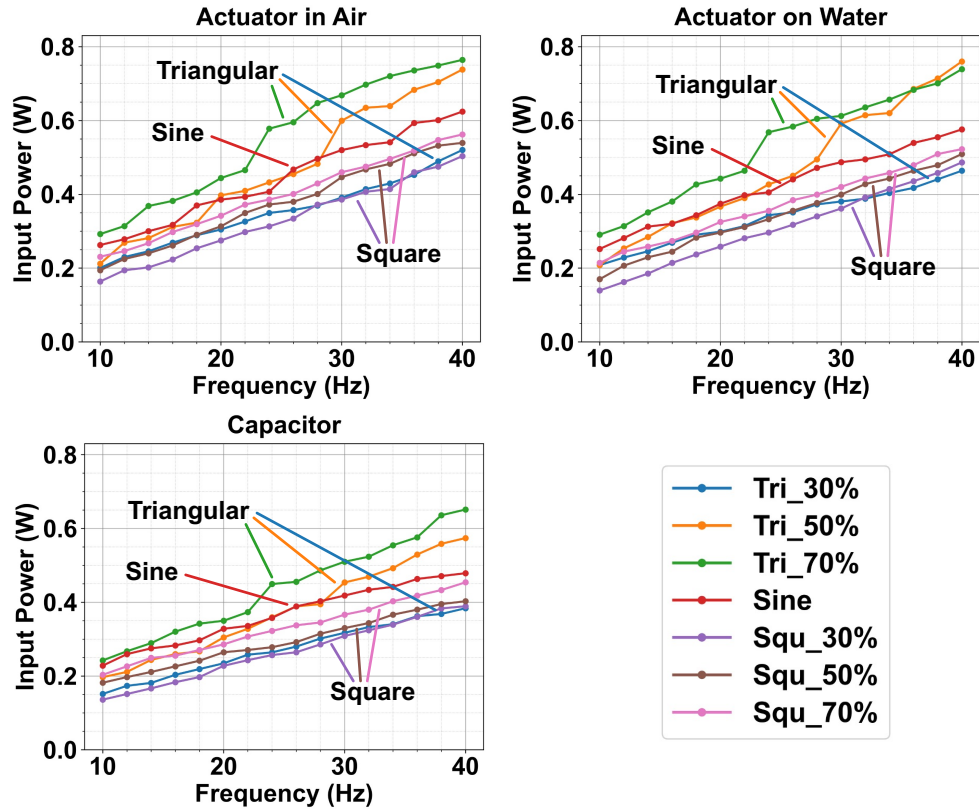 Actuator in Air
Input Power (W)
0.8
0.6
0.4
0.2
0.0
Triangular
Sine
Square
10 20 30 40
Frequency (Hz)
Actuator on Water
Input Power (W)
0.8
0.6
0.4
0.2
0.0
Triangular
Sine
Square
10 20 30 40
Frequency (Hz)
Capacitor
Input Power (W)
0.8
0.6
0.4
0.2
0.0
Triangular
Sine
Square
10 20 30 40
Frequency (Hz)
Tri_30%
Tri_50%
Tri_70%
Sine
Squ_30%
Squ_50%
Squ_70%